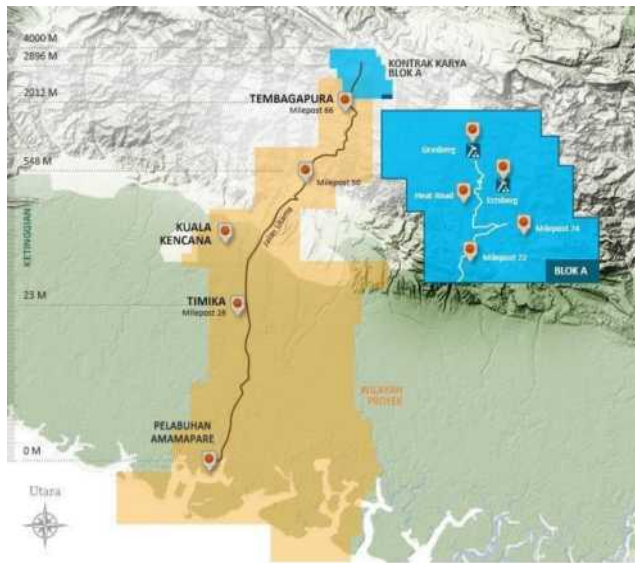 4000 M
2896 M
2012 M
548 M
23 M
0 M
KETINGGIAN
KONTRAK KARYA
BLOK A
TEMBAGAPURA
Milepost 66
Milepost 50
KUALA
KENCANA
Jalan Utama
TIMIKA
Milepost 28
PELABUHAN
AMAMAPARE
WILAYAH
PROYEK
Utara
Grasberg
Ertsberg
Heat Road
Milepost 74
Milepost 72
BLOK A